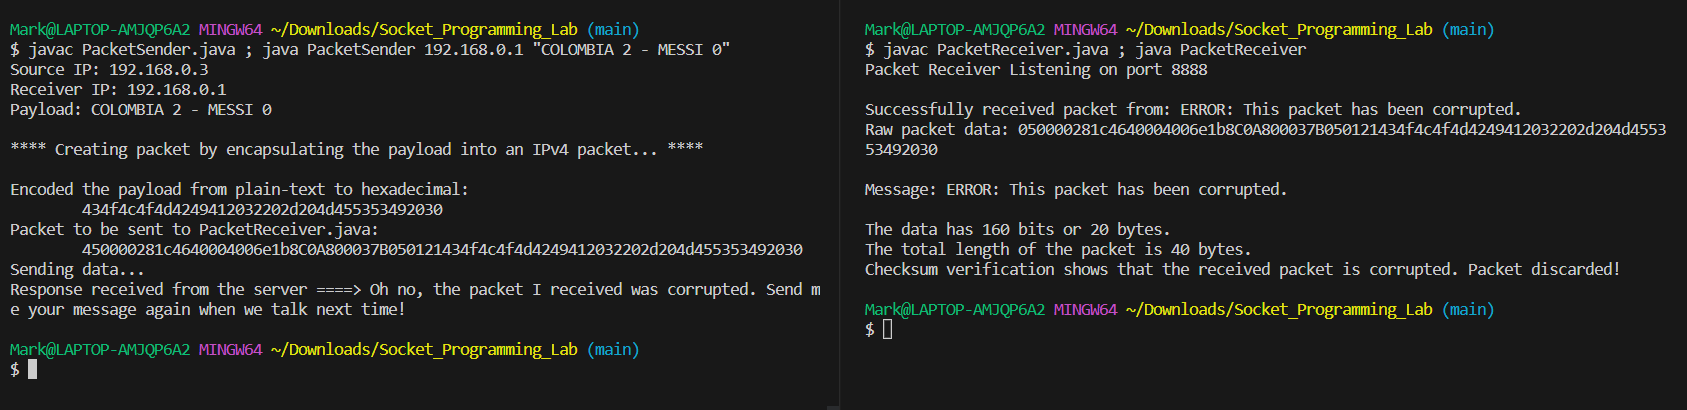 Mark@LAPTOP-AMJQP6A2 MINGW64 ~/Downloads/Socket_Programming_Lab (main)
$ javac PacketSender.java ; java PacketSender 192.168.0.1 "COLOMBIA 2 - MESSI 0"
Source IP: 192.168.0.3
Receiver IP: 192.168.0.1
Payload: COLOMBIA 2 - MESSI 0
**** Creating packet by encapsulating the payload into an IPv4 packet... ****
Encoded the payload from plain-text to hexadecimal:
434f4c4f4d4249412032202d204d455353492030
Packet to be sent to PacketReceiver.java:
450000281c4640004006e1b8C0A800037B050121434f4c4f4d4249412032202d204d455353492030
Sending data...
Response received from the server ====> Oh no, the packet I received was corrupted. Send m
e your message again when we talk next time!
Mark@LAPTOP-AMJQP6A2 MINGW64 ~/Downloads/Socket_Programming_Lab (main)
$
Mark@LAPTOP-AMJQP6A2 MINGW64 ~/Downloads/Socket_Programming_Lab (main)
$ javac PacketReceiver.java ; java PacketReceiver
Packet Receiver Listening on port 8888
Successfully received packet from: ERROR: This packet has been corrupted.
Raw packet data: 050000281c4640004006e1b8C0A800037B050121434f4c4f4d4249412032202d204d4553
53492030
Message: ERROR: This packet has been corrupted.
The data has 160 bits or 20 bytes.
The total length of the packet is 40 bytes.
Checksum verification shows that the received packet is corrupted. Packet discarded!
Mark@LAPTOP-AMJQP6A2 MINGW64 ~/Downloads/Socket_Programming_Lab (main)
$